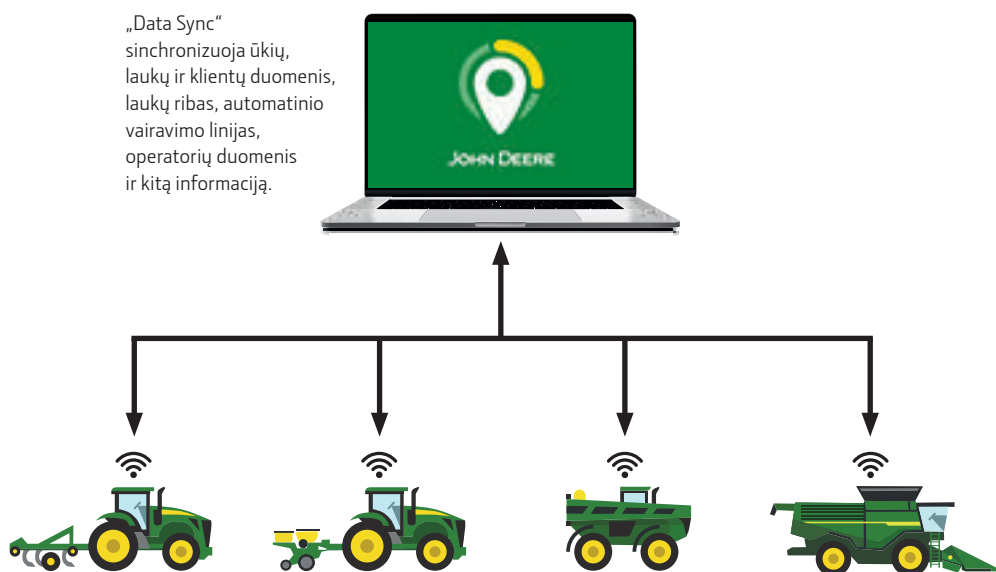 „Data Sync“
sinchronizuoja ūkių,
laukų ir klientų duomenis,
laukų ribas, automatinio
vairavimo linijas,
operatorių duomenis
ir kitą informaciją.
JOHN DEERE